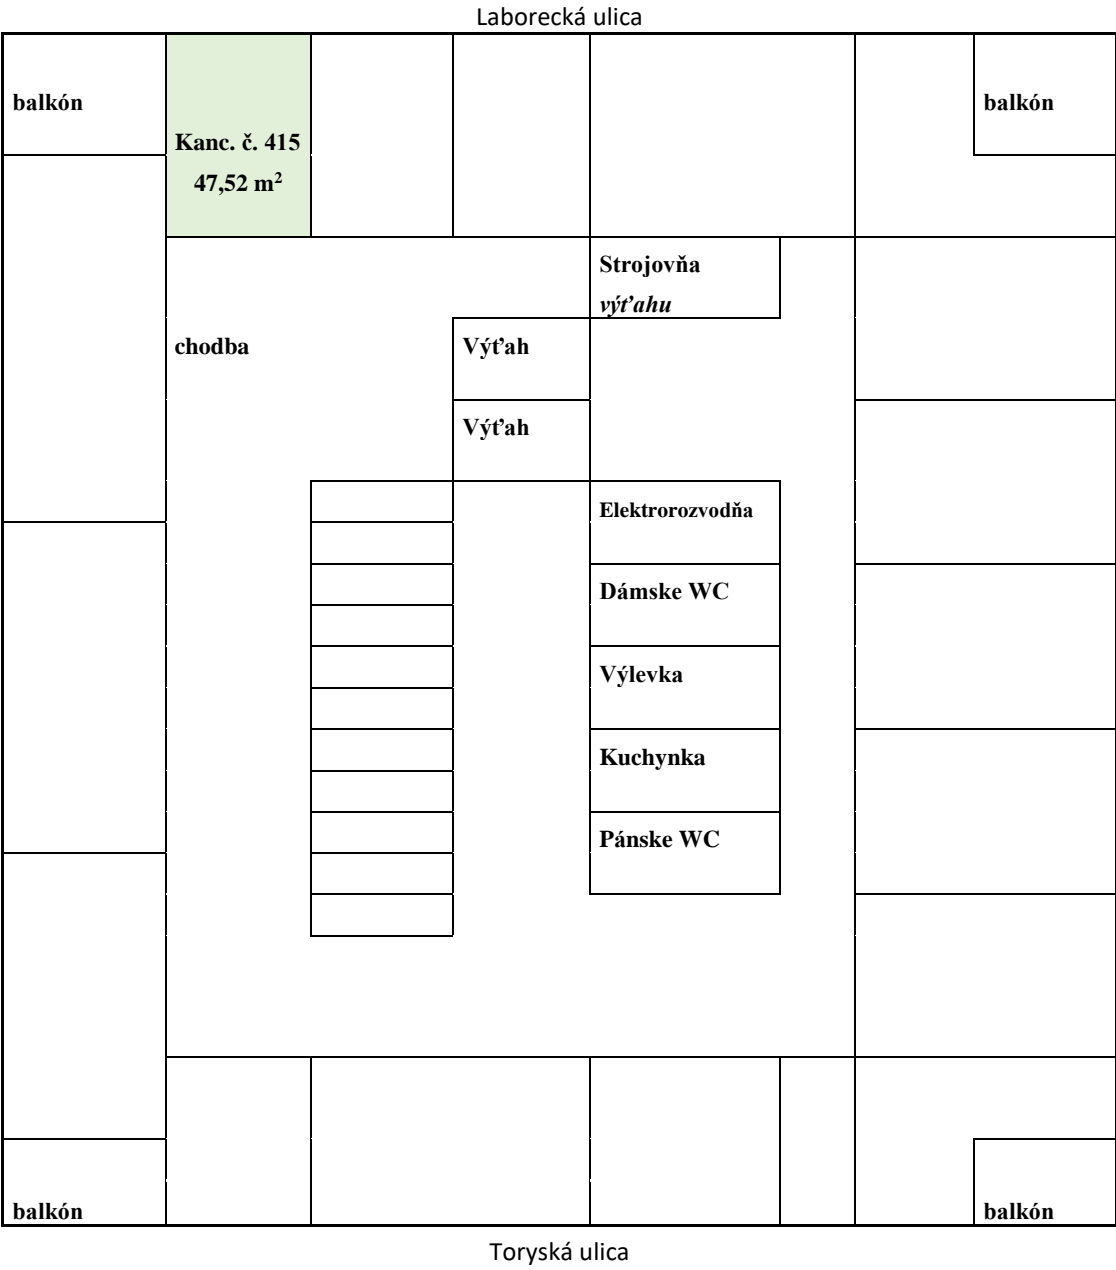 Laborecká ulica
balkón
balkón
Kanc. č. 415
47,52 m²
Strojovňa
výťahu
chodba
Výťah
Výťah
Elektrorozvodňa
Dámske WC
Výlevka
Kuchynka
Pánske WC
balkón
balkón
Toryská ulica